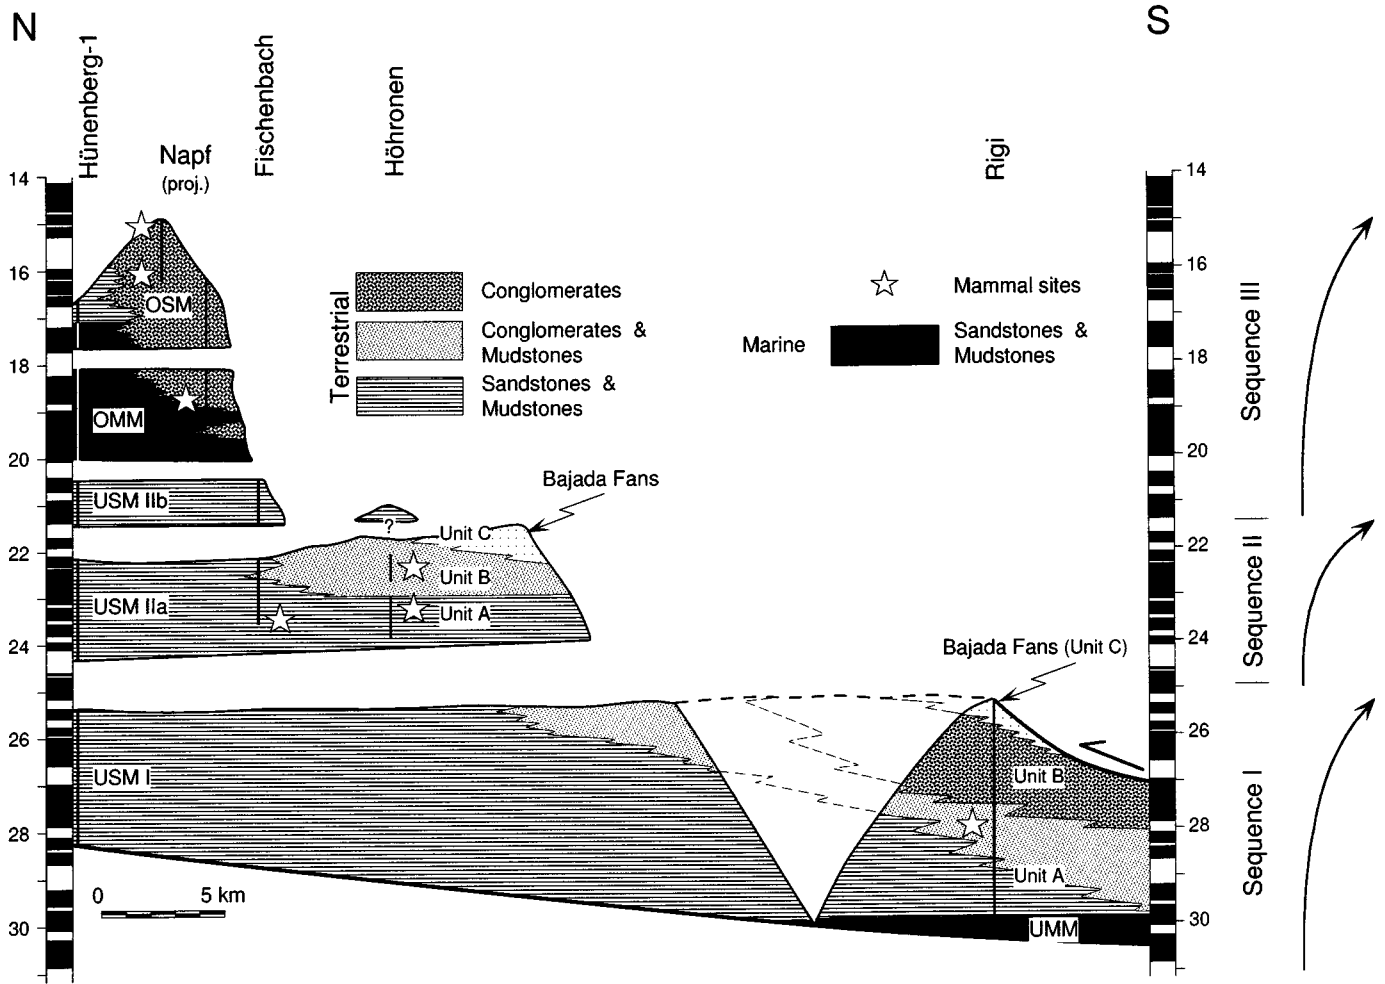 N
S
Hünenberg-1
Napf
(proj.)
Fischenbach
Höhronen
Rigi
14
16
18
20
22
24
26
28
30
14
16
18
20
22
24
26
28
30
Terrestrial
Conglomerates
Conglomerates &
Mudstones
Sandstones &
Mudstones
Mammal sites
Marine
Sandstones &
Mudstones
OSM
OMM
USM IIb
?
Bajada Fans
Unit C
Unit B
Unit A
USM IIa
Bajada Fans (Unit C)
USM I
Unit B
Unit A
UMM
0 5 km
Sequence III
Sequence II
Sequence I